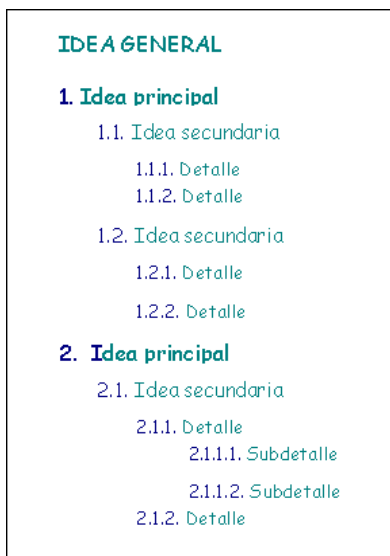 IDEA GENERAL
1. Idea principal
1.1. Idea secundaria
1.1.1. Detalle
1.1.2. Detalle
1.2. Idea secundaria
1.2.1. Detalle
1.2.2. Detalle
2. Idea principal
2.1. Idea secundaria
2.1.1. Detalle
2.1.1.1. Subdetalle
2.1.1.2. Subdetalle
2.1.2. Detalle